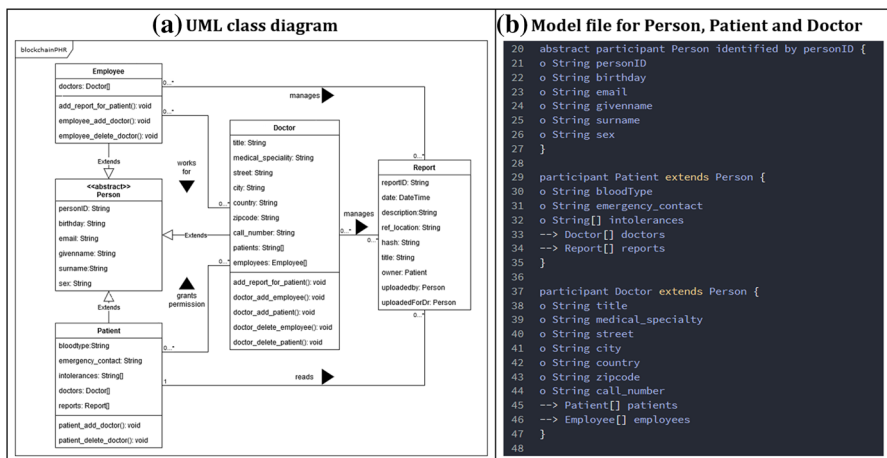 (a) UML class diagram
blockchainPHR
Employee
doctors: Doctor[]
add_report_for_patient(): void
employee_add_doctor(): void
employee_delete_doctor(): void
0...*
0...*
manages
Extends
works
for
<<abstract>>
Person
personID: String
birthday: String
email: String
givenname: String
surname:String
sex: String
Extends
Extends
grants
permission
Doctor
title: String
medical_speciality: String
street: String
city: String
country: String
zipcode: String
call_number: String
patients: String[]
employees: Employee[]
add_report_for_patient(): void
doctor_add_employee(): void
doctor_add_patient(): void
doctor_delete_employee(): void
doctor_delete_patient(): void
0...*
0...*
0...*
manages
0...*
0...*
Report
reportID: String
date: DateTime
description:String
ref_location: String
hash: String
title: String
owner: Patient
uploadedby: Person
uploadedForDr: Person
0...*
Patient
bloodtype:String
emergency_contact: String
intolerances: String[]
doctors: Doctor[]
reports: Report[]
patient_add_doctor(): void
patient_delete_doctor(): void
0...*
1
reads
(b) Model file for Person, Patient and Doctor
20 abstract participant Person identified by personID {
21 o String personID
22 o String birthday
23 o String email
24 o String givenname
25 o String surname
26 o String sex
27 }
28
29 participant Patient extends Person {
30 o String bloodType
31 o String emergency_contact
32 o String[] intolerances
33 --> Doctor[] doctors
34 --> Report[] reports
35 }
36
37 participant Doctor extends Person {
38 o String title
39 o String medical_specialty
40 o String street
41 o String city
42 o String country
43 o String zipcode
44 o String call_number
45 --> Patient[] patients
46 --> Employee[] employees
47 }
48